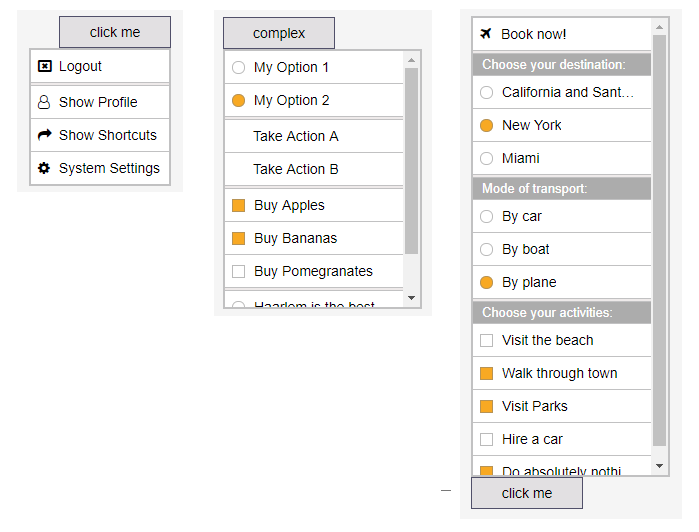 click me
Logout
Show Profile
Show Shortcuts
System Settings
complex
My Option 1
My Option 2
Take Action A
Take Action B
Buy Apples
Buy Bananas
Buy Pomegranates
Haarlem is the best
Book now!
Choose your destination:
California and Sant...
New York
Miami
Mode of transport:
By car
By boat
By plane
Choose your activities:
Visit the beach
Walk through town
Visit Parks
Hire a car
Do absolutely nothi
click me